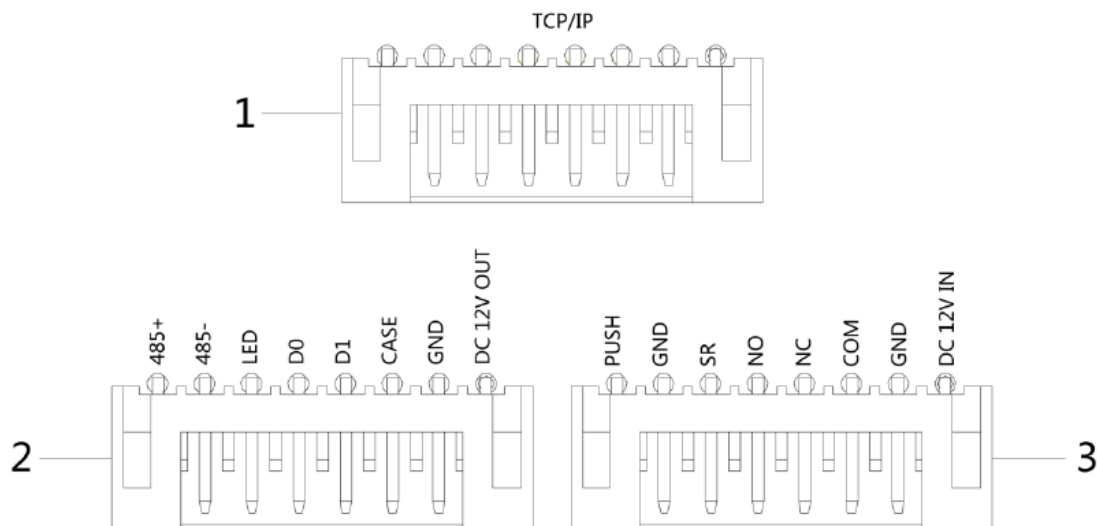 TCP/IP
1
485+
485-
LED
D0
D1
CASE
GND
DC 12V OUT
PUSH
GND
SR
NO
NC
COM
GND
DC 12V IN
2
3